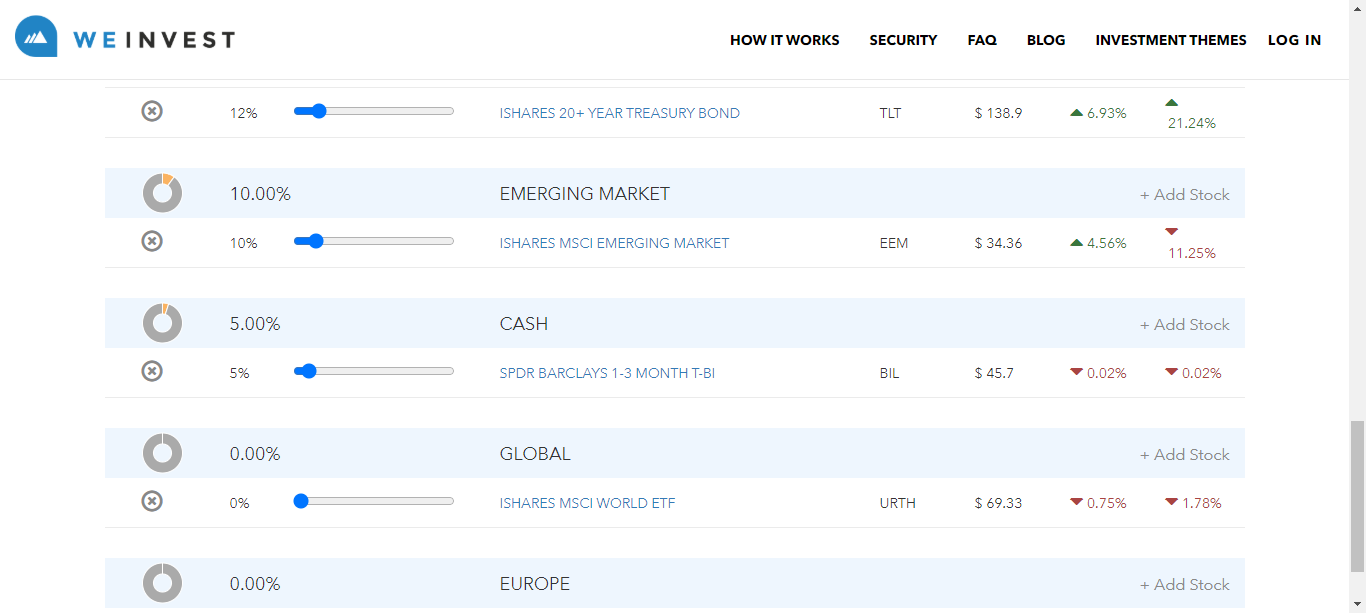 WEINVEST
HOW IT WORKS SECURITY FAQ BLOG INVESTMENT THEMES LOG IN
12% ISHARES 20+ YEAR TREASURY BOND TLT $ 138.9 6.93% 21.24%
10.00% EMERGING MARKET + Add Stock
10% ISHARES MSCI EMERGING MARKET EEM $ 34.36 4.56% 11.25%
5.00% CASH + Add Stock
5% SPDR BARCLAYS 1-3 MONTH T-BI BIL $ 45.7 0.02% 0.02%
0.00% GLOBAL + Add Stock
0% ISHARES MSCI WORLD ETF URTH $ 69.33 0.75% 1.78%
0.00% EUROPE + Add Stock